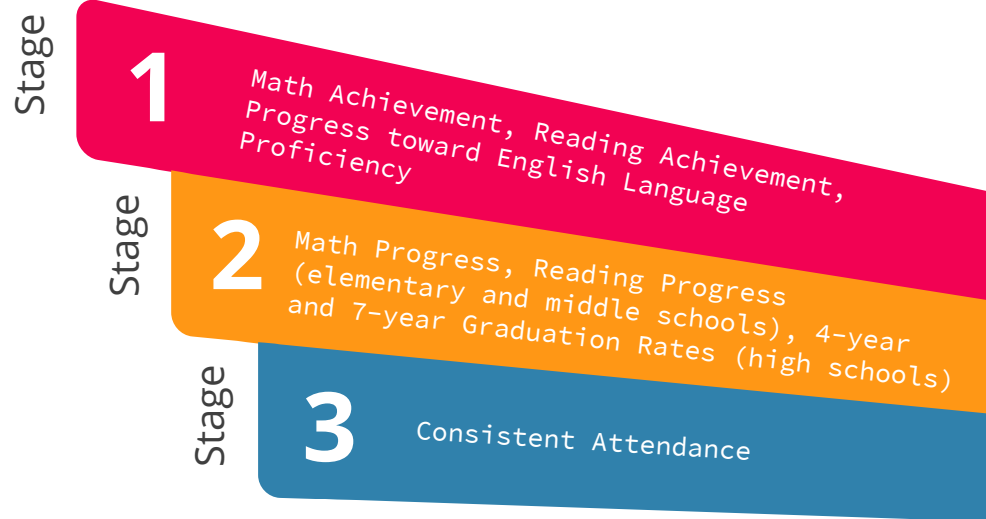 Stage
1
Math Achievement, Reading Achievement,
Progress toward English Language
Proficiency
Stage
2
Math Progress, Reading Progress
(elementary and middle schools), 4-year
and 7-year Graduation Rates (high schools)
Stage
3
Consistent Attendance